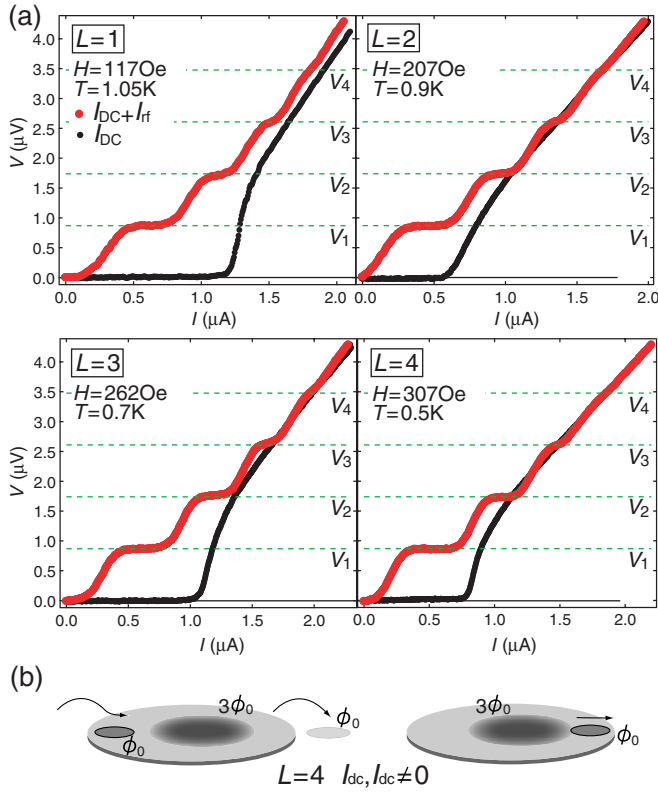 (a)
L=1
H=117Oe
T=1.05K
I_DC+I_rf
I_DC
V4
V3
V2
V1
V (μV)
4.0
3.5
3.0
2.5
2.0
1.5
1.0
0.5
0.0
0.0 0.5 1.0 1.5 2.0
I (μA)
L=2
H=207Oe
T=0.9K
V4
V3
V2
V1
0.0 0.5 1.0 1.5 2.0
I (μA)
L=3
H=262Oe
T=0.7K
V4
V3
V2
V1
V (μV)
4.0
3.5
3.0
2.5
2.0
1.5
1.0
0.5
0.0
0.0 0.5 1.0 1.5 2.0
I (μA)
L=4
H=307Oe
T=0.5K
V4
V3
V2
V1
0.0 0.5 1.0 1.5 2.0
I (μA)
(b)
3ϕ0
ϕ0
ϕ0
3ϕ0
ϕ0
L=4 Idc,Idc≠0